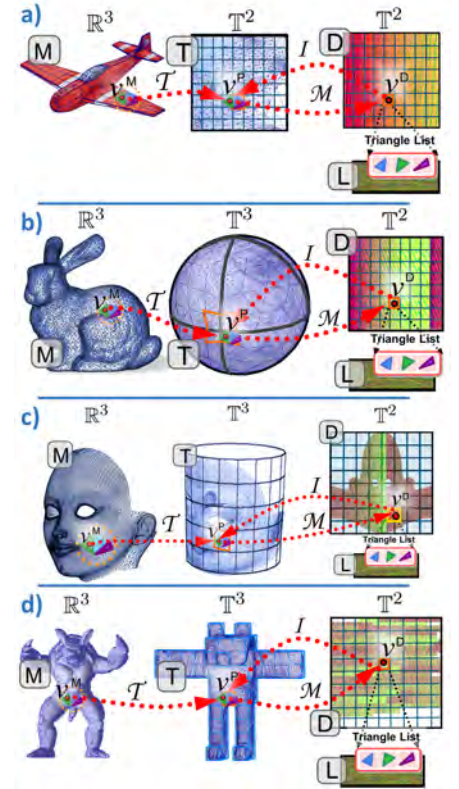 a) ℝ³ 𝕋² 𝕋²
M T D
v^M 𝒯 v^P I ℳ v^D
Triangle List
L
b) ℝ³ 𝕋³ 𝕋²
D
v^M 𝒯 v^P I ℳ v^D
M T
Triangle List
L
c) ℝ³ 𝕋³ 𝕋²
M T D
v^M 𝒯 v^P I ℳ v^D
Triangle List
L
d) ℝ³ 𝕋³ 𝕋²
M T I v^D
v^M 𝒯 v^P ℳ
D
Triangle List
L